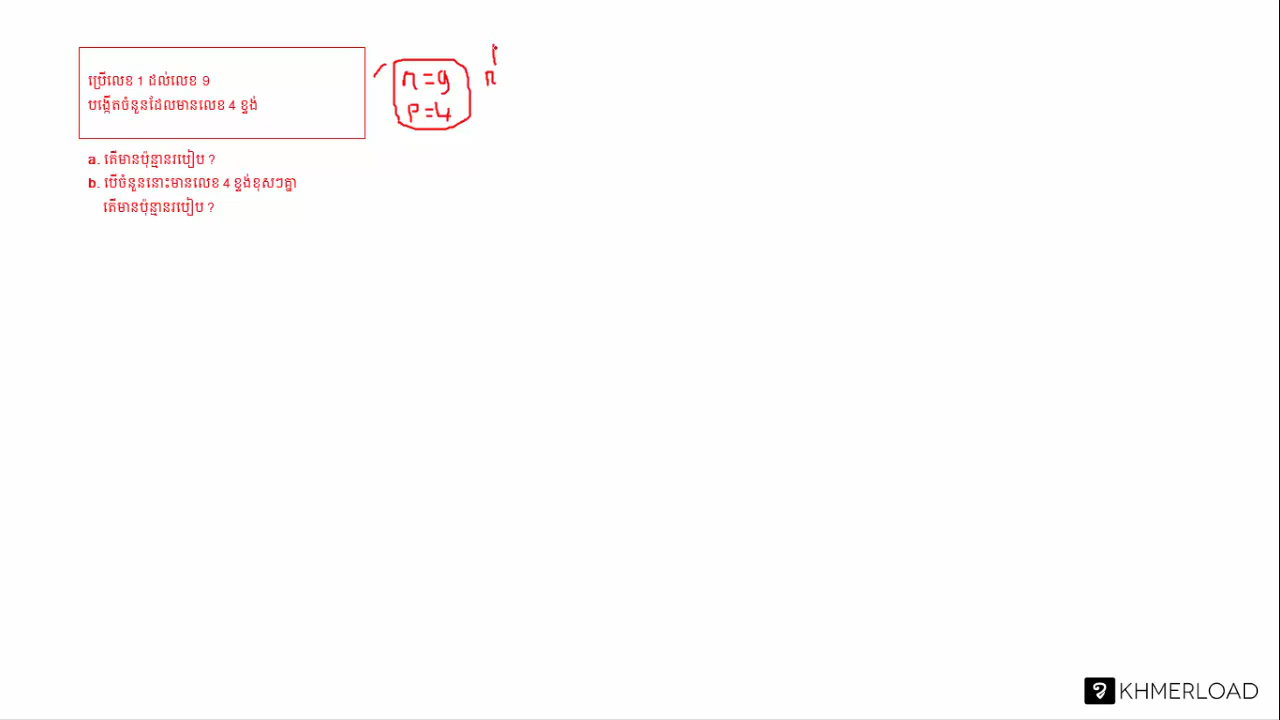 ប្រើលេខ 1 ដល់លេខ 9
បង្កើតចំនួនដែលមានលេខ 4 ខ្ទង់
n = 9
p = 4
n
a. តើមានប៉ុន្មានរបៀប ?
b. បើចំនួននោះមានលេខ 4 ខ្ទង់ខុសៗគ្នា
តើមានប៉ុន្មានរបៀប ?
KHMERLOAD